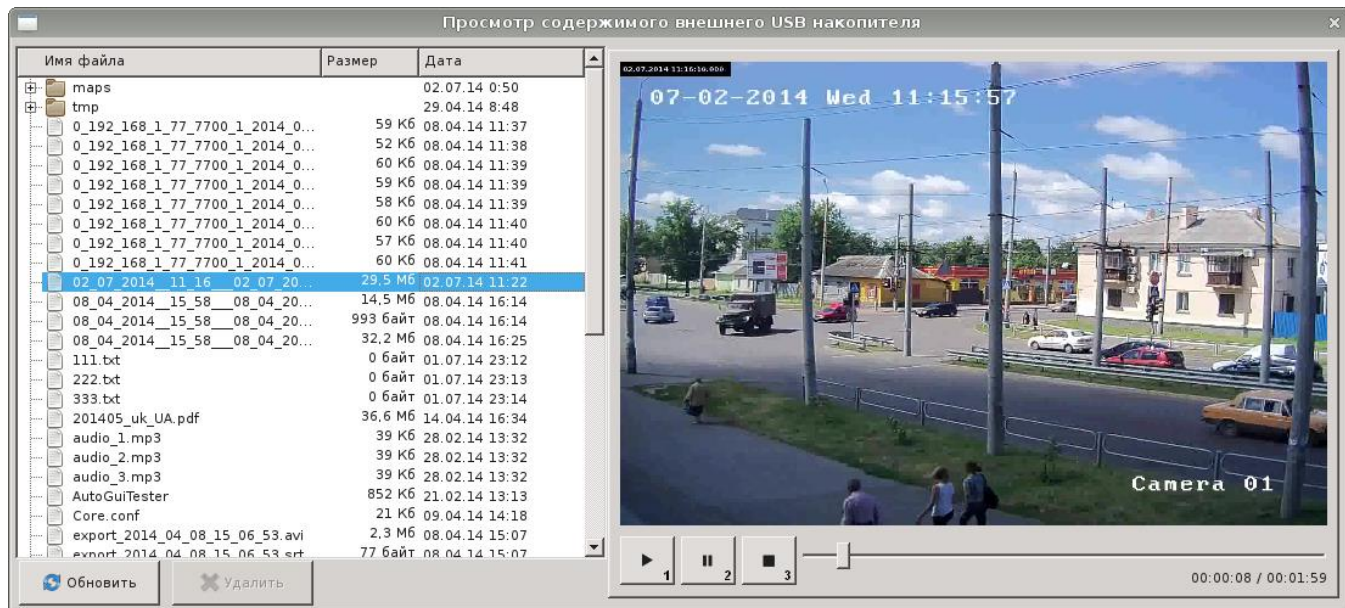 Просмотр содержимого внешнего USB накопителя
Имя файла Размер Дата
maps 02.07.14 0:50
tmp 29.04.14 8:48
0_192_168_1_77_7700_1_2014_0... 59 Кб 08.04.14 11:37
0_192_168_1_77_7700_1_2014_0... 52 Кб 08.04.14 11:38
0_192_168_1_77_7700_1_2014_0... 60 Кб 08.04.14 11:39
0_192_168_1_77_7700_1_2014_0... 59 Кб 08.04.14 11:39
0_192_168_1_77_7700_1_2014_0... 58 Кб 08.04.14 11:39
0_192_168_1_77_7700_1_2014_0... 60 Кб 08.04.14 11:40
0_192_168_1_77_7700_1_2014_0... 57 Кб 08.04.14 11:40
0_192_168_1_77_7700_1_2014_0... 60 Кб 08.04.14 11:41
02_07_2014__11_16___02_07_20... 29,5 Мб 02.07.14 11:22
08_04_2014__15_58___08_04_20... 14,5 Мб 08.04.14 16:14
08_04_2014__15_58___08_04_20... 993 байт 08.04.14 16:14
08_04_2014__15_58___08_04_20... 32,2 Мб 08.04.14 16:25
111.txt 0 байт 01.07.14 23:12
222.txt 0 байт 01.07.14 23:13
333.txt 0 байт 01.07.14 23:14
201405_uk_UA.pdf 36,6 Мб 14.04.14 16:34
audio_1.mp3 39 Кб 28.02.14 13:32
audio_2.mp3 39 Кб 28.02.14 13:32
audio_3.mp3 39 Кб 28.02.14 13:32
AutoGuiTester 852 Кб 21.02.14 13:13
Core.conf 21 Кб 09.04.14 14:18
export_2014_04_08_15_06_53.avi 2,3 Мб 08.04.14 15:07
export_2014_04_08_15_06_53.srt 77 байт 08.04.14 15:07
Обновить Удалить
02.07.2014 11:16:16.000
07-02-2014 Wed 11:15:57
Camera 01
1 2 3
00:00:08 / 00:01:59